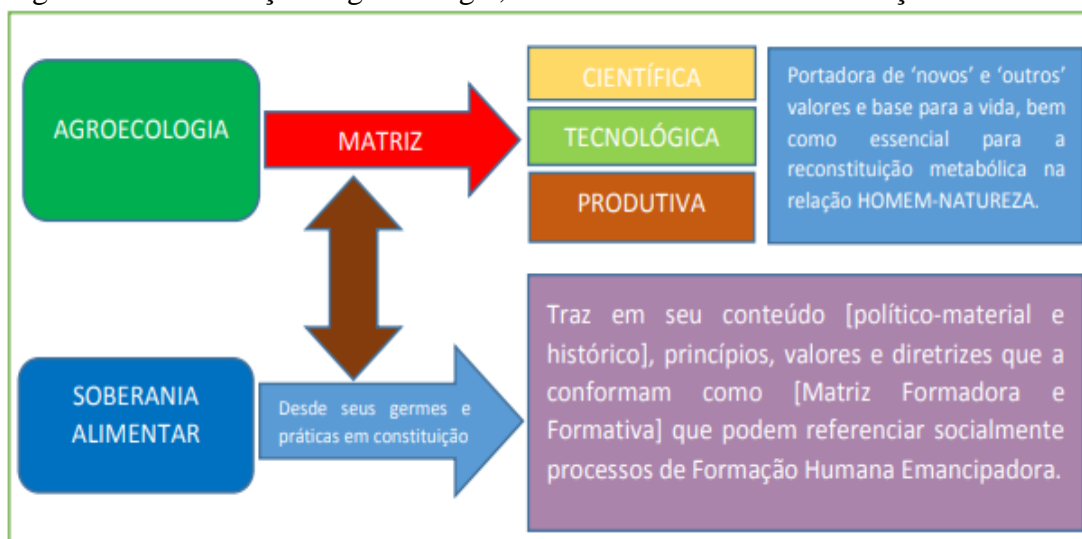 AGROECOLOGIA
MATRIZ
CIENTÍFICA
TECNOLÓGICA
PRODUTIVA
Portadora de ‘novos’ e ‘outros’
valores e base para a vida, bem
como essencial para a
reconstituição metabólica na
relação HOMEM-NATUREZA.
SOBERANIA
ALIMENTAR
Desde seus germes e
práticas em constituição
Traz em seu conteúdo [político-material e
histórico], princípios, valores e diretrizes que a
conformam como [Matriz Formadora e
Formativa] que podem referenciar socialmente
processos de Formação Humana Emancipadora.